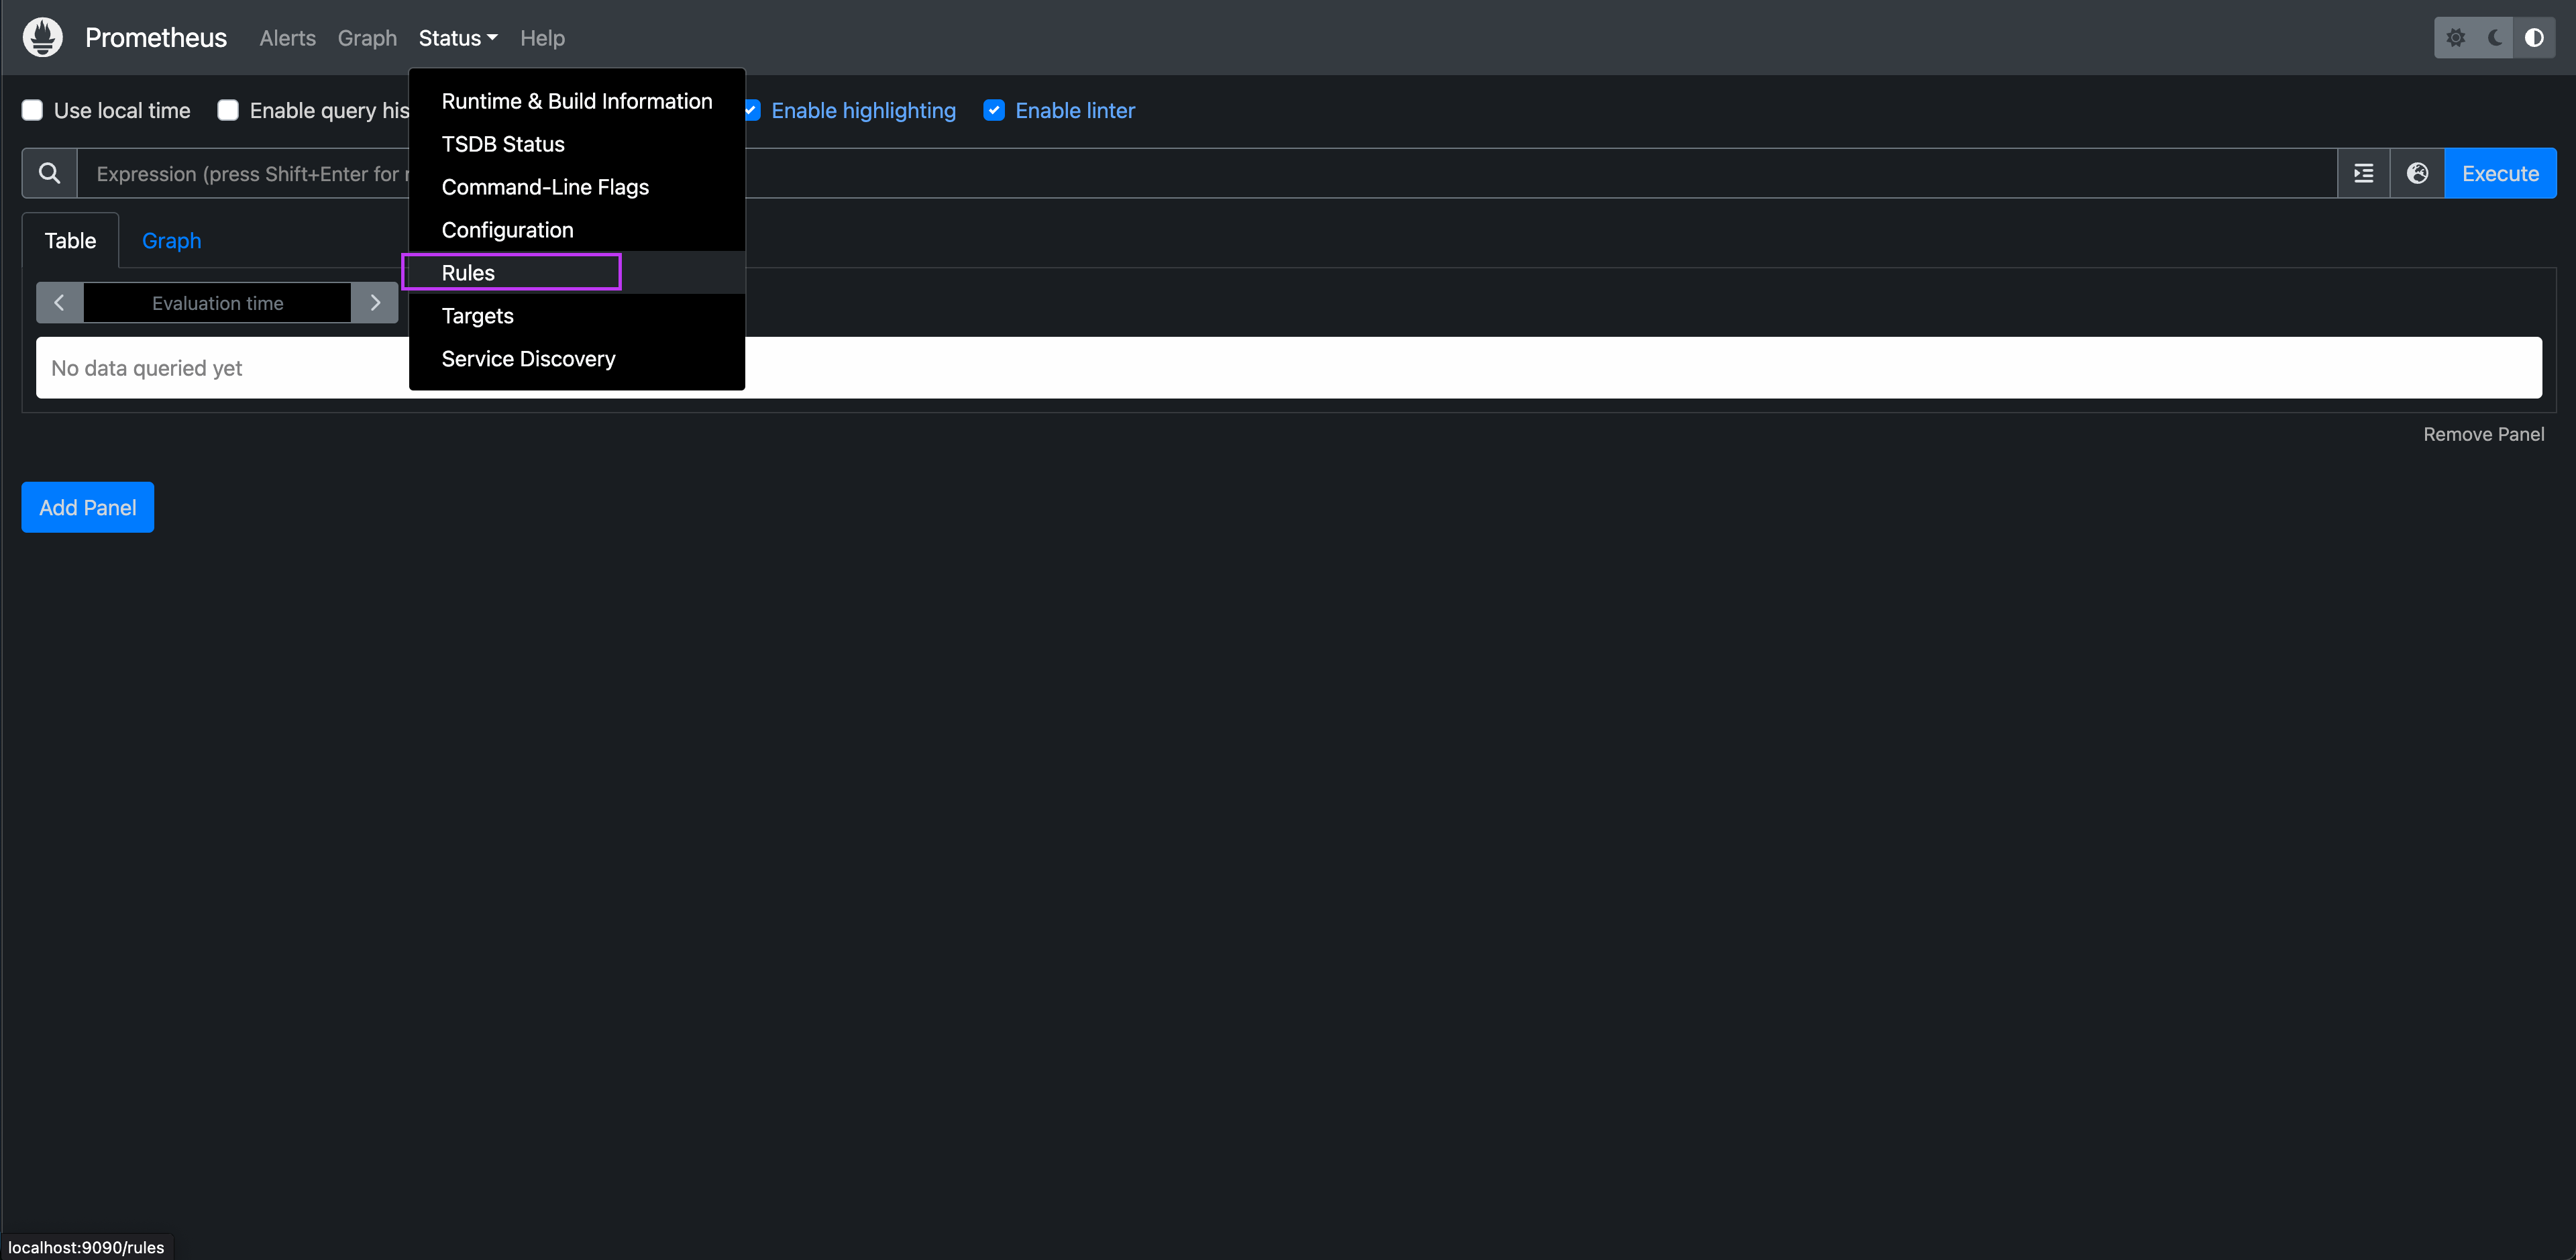 Prometheus Alerts Graph Status Help
Use local time Enable query his Enable highlighting Enable linter
Expression (press Shift+Enter for Execute
Runtime & Build Information
TSDB Status
Command-Line Flags
Configuration
Rules
Targets
Service Discovery
Table Graph
Evaluation time
No data queried yet
Remove Panel
Add Panel
localhost:9090/rules